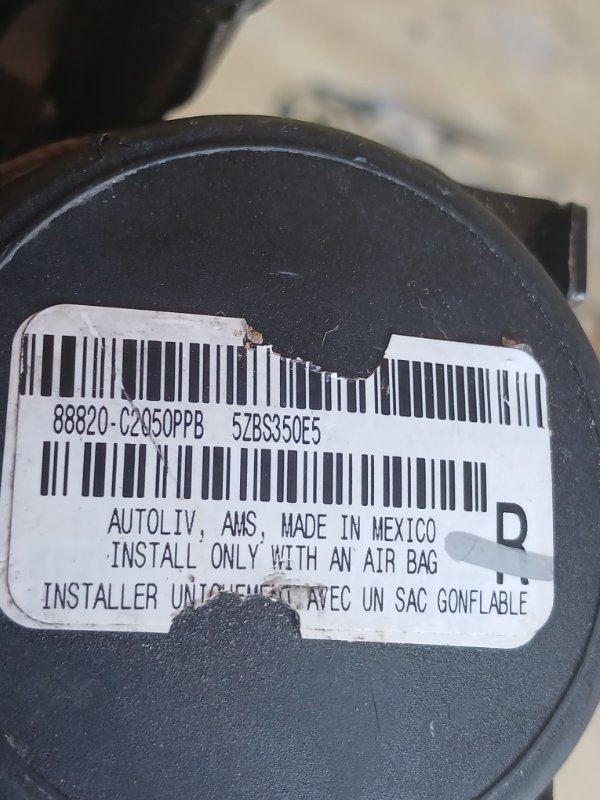 88820-C2050PPB 5ZBS350E5
AUTOLIV, AMS, MADE IN MEXICO
INSTALL ONLY WITH AN AIR BAG
R
INSTALLER UNIQUEMENT AVEC UN SAC GONFLABLE